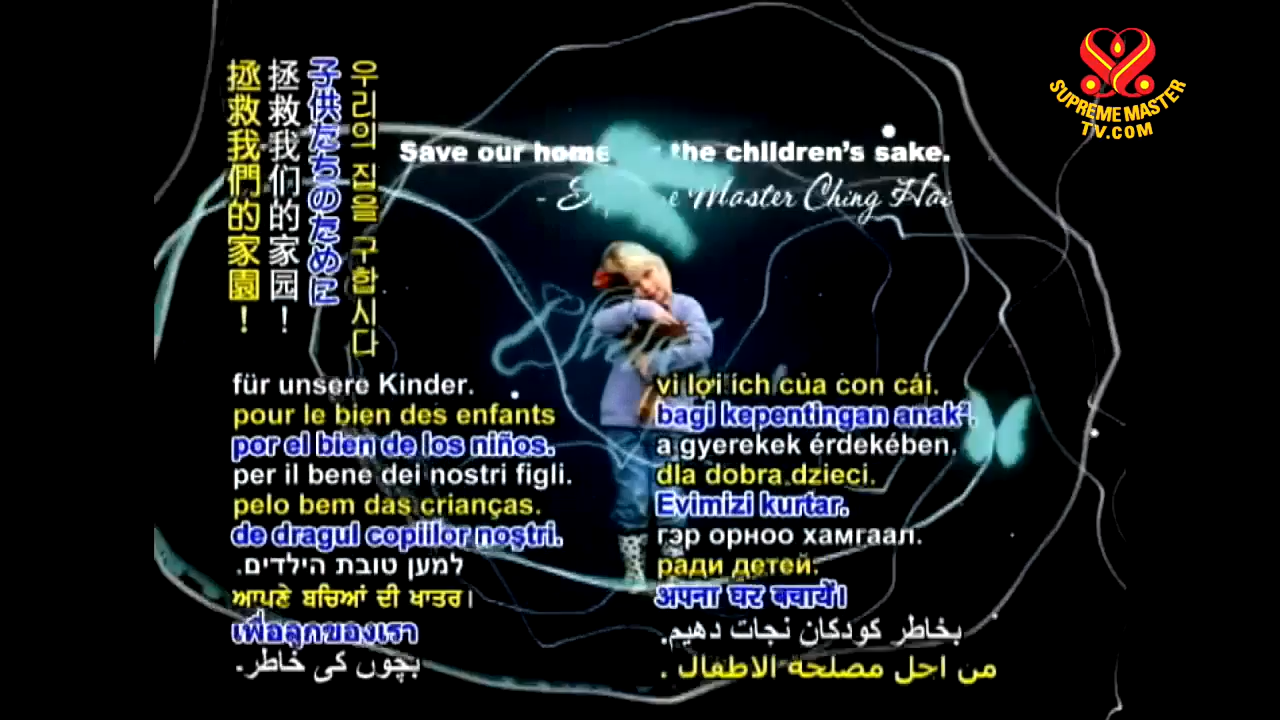 SUPREME MASTER
TV.COM
Save our home the children's sake.
- Master Ching Hai
拯救我們的家園！
拯救我们的家园！
子供たちのために
우리의 집을 구합시다
für unsere Kinder.
pour le bien des enfants
por el bien de los niños.
per il bene dei nostri figli.
pelo bem das crianças.
de dragul copiilor noştri.
למען טובת הילדים.
ਆਪਣੇ ਬਚਿਆਂ ਦੀ ਖਾਤਰ।
เพื่อลูกของเรา
بچوں کی خاطر۔
vì lợi ích của con cái.
bagi kepentingan anak².
a gyerekek érdekében.
dla dobra dzieci.
Evimizi kurtar.
гэр орноо хамгаал.
ради детей.
अपना घर बचायें।
بخاطر کودکان نجات دهیم.
من اجل مصلحة الاطفال .